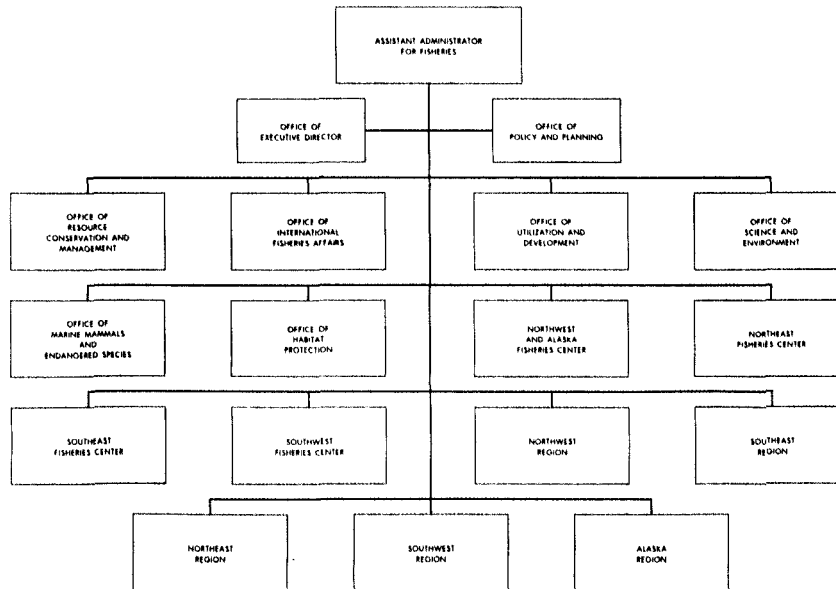 ASSISTANT ADMINISTRATOR
FOR FISHERIES
OFFICE OF
EXECUTIVE DIRECTOR
OFFICE OF
POLICY AND PLANNING
OFFICE OF
RESOURCE
CONSERVATION AND
MANAGEMENT
OFFICE OF
INTERNATIONAL
FISHERIES AFFAIRS
OFFICE OF
UTILIZATION AND
DEVELOPMENT
OFFICE OF
SCIENCE AND
ENVIRONMENT
OFFICE OF
MARINE MAMMALS
AND
ENDANGERED SPECIES
OFFICE OF
HABITAT
PROTECTION
NORTHWEST
AND ALASKA
FISHERIES CENTER
NORTHEAST
FISHERIES CENTER
SOUTHEAST
FISHERIES CENTER
SOUTHWEST
FISHERIES CENTER
NORTHWEST
REGION
SOUTHEAST
REGION
NORTHEAST
REGION
SOUTHWEST
REGION
ALASKA
REGION